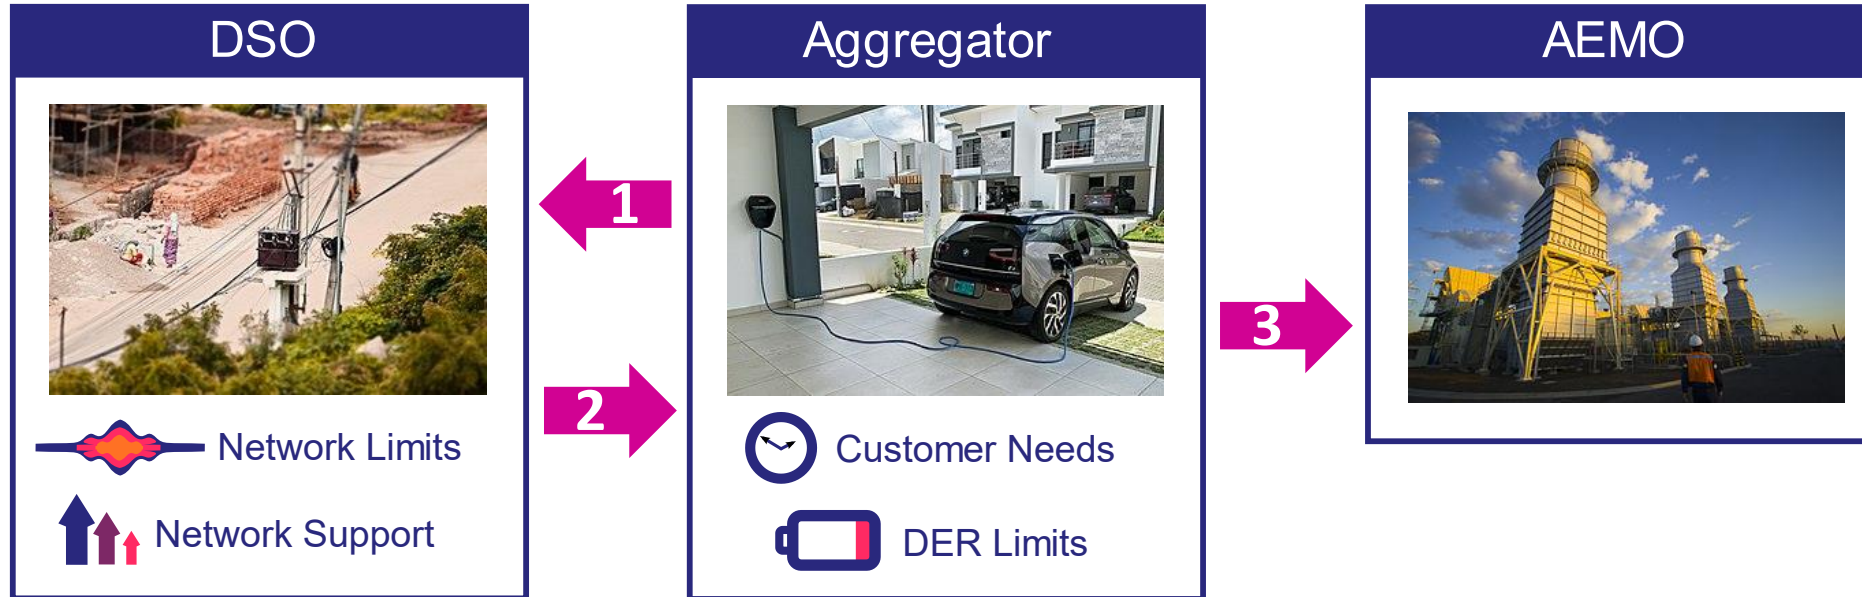 DSO
Network Limits
Network Support
1
2
Aggregator
Customer Needs
DER Limits
3
AEMO